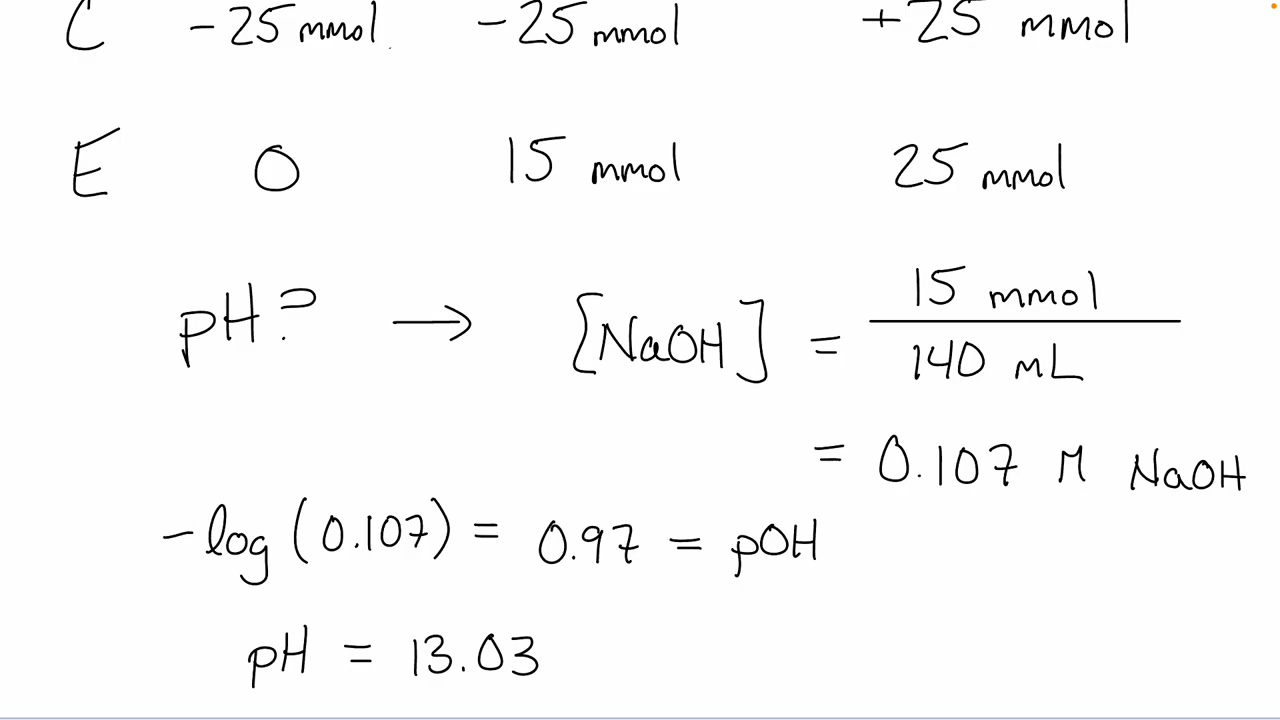 C -25 mmol -25 mmol +25 mmol
E 0 15 mmol 25 mmol
pH? → [NaOH] = 15 mmol / 140 mL
= 0.107 M NaOH
-log (0.107) = 0.97 = pOH
pH = 13.03